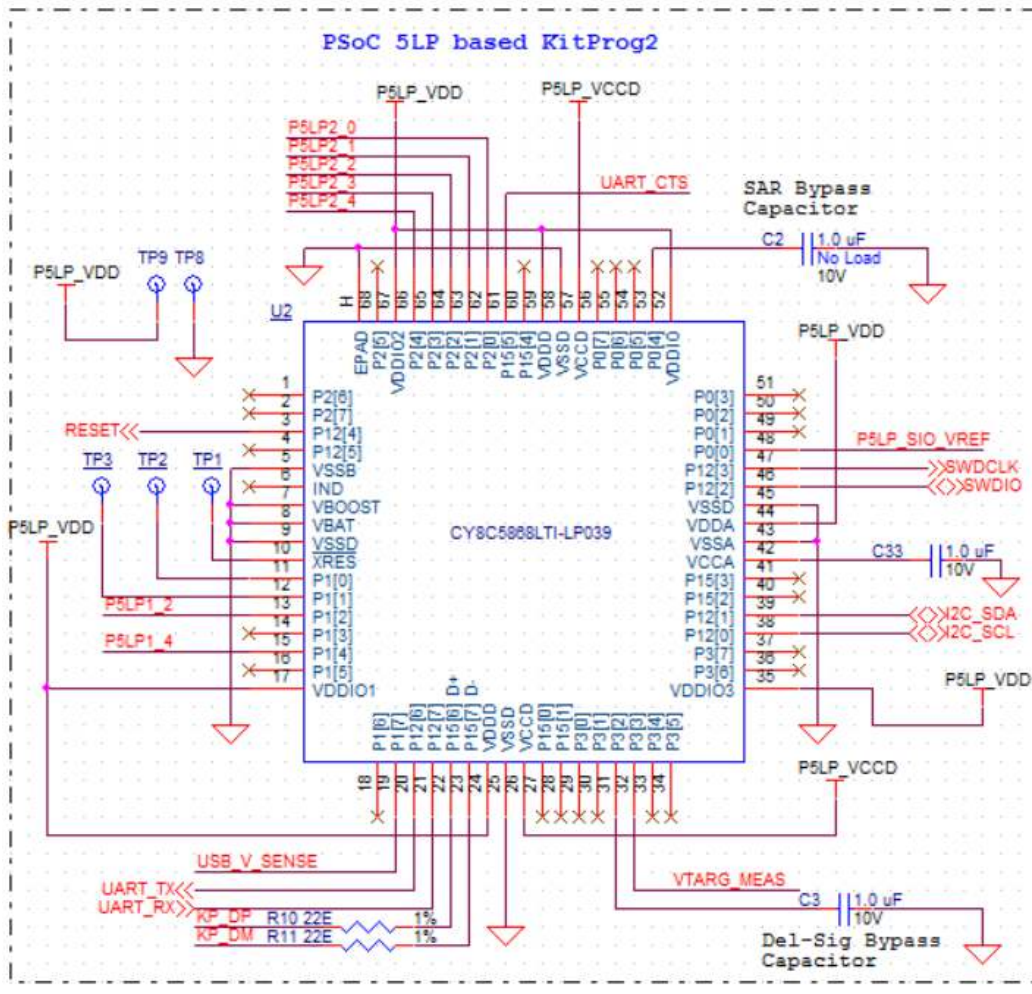 PSoC 5LP based KitProg2
P5LP_VDD
P5LP_VCCD
P5LP2_0
P5LP2_1
P5LP2_2
P5LP2_3
P5LP2_4
UART_CTS
SAR Bypass
Capacitor
C2
1.0 uF
No Load
10V
TP9 TP8
P5LP_VDD
U2
H 68 67 66 65 64 63 62 61 60 59 58 57 56 55 54 53 52
EPAD
P2[5]
VDDIO2
P2[4]
P2[3]
P2[2]
P2[1]
P2[0]
P15[5]
P15[4]
VDDD
VSSD
VCCD
P0[7]
P0[6]
P0[5]
P0[4]
VDDIO
P5LP_VDD
1 P2[6]
2 P2[7]
3 P12[4]
4 P12[5]
5 VSSB
6 IND
7 VBOOST
8 VBAT
9 VSSD
10 XRES
11 P1[0]
12 P1[1]
13 P1[2]
14 P1[3]
15 P1[4]
16 P1[5]
17 VDDIO1
RESET
TP3 TP2 TP1
P5LP_VDD
P5LP1_2
P5LP1_4
CY8C5868LTI-LP039
P0[3] 51
P0[2] 50
P0[1] 49
P0[0] 48
P12[3] 47
P12[2] 46
VSSD 45
VDDA 44
VSSA 43
VCCA 42
P15[3] 41
P15[2] 40
P12[1] 39
P12[0] 38
P3[7] 37
P3[6] 36
VDDIO3 35
P5LP_SIO_VREF
SWDCLK
SWDIO
C33
1.0 uF
10V
I2C_SDA
I2C_SCL
P5LP_VDD
P1[6]
P1[7]
P12[6]
P12[7]
P15[6] D+
P15[7] D-
VDDD
VSSD
VCCD
P15[0]
P15[1]
P3[0]
P3[1]
P3[2]
P3[3]
P3[4]
P3[5]
18 19 20 21 22 23 24 25 26 27 28 29 30 31 32 33 34
P5LP_VCCD
USB_V_SENSE
UART_TX
UART_RX
KP_DP R10 22E 1%
KP_DM R11 22E 1%
VTARG_MEAS
C3
1.0 uF
10V
Del-Sig Bypass
Capacitor